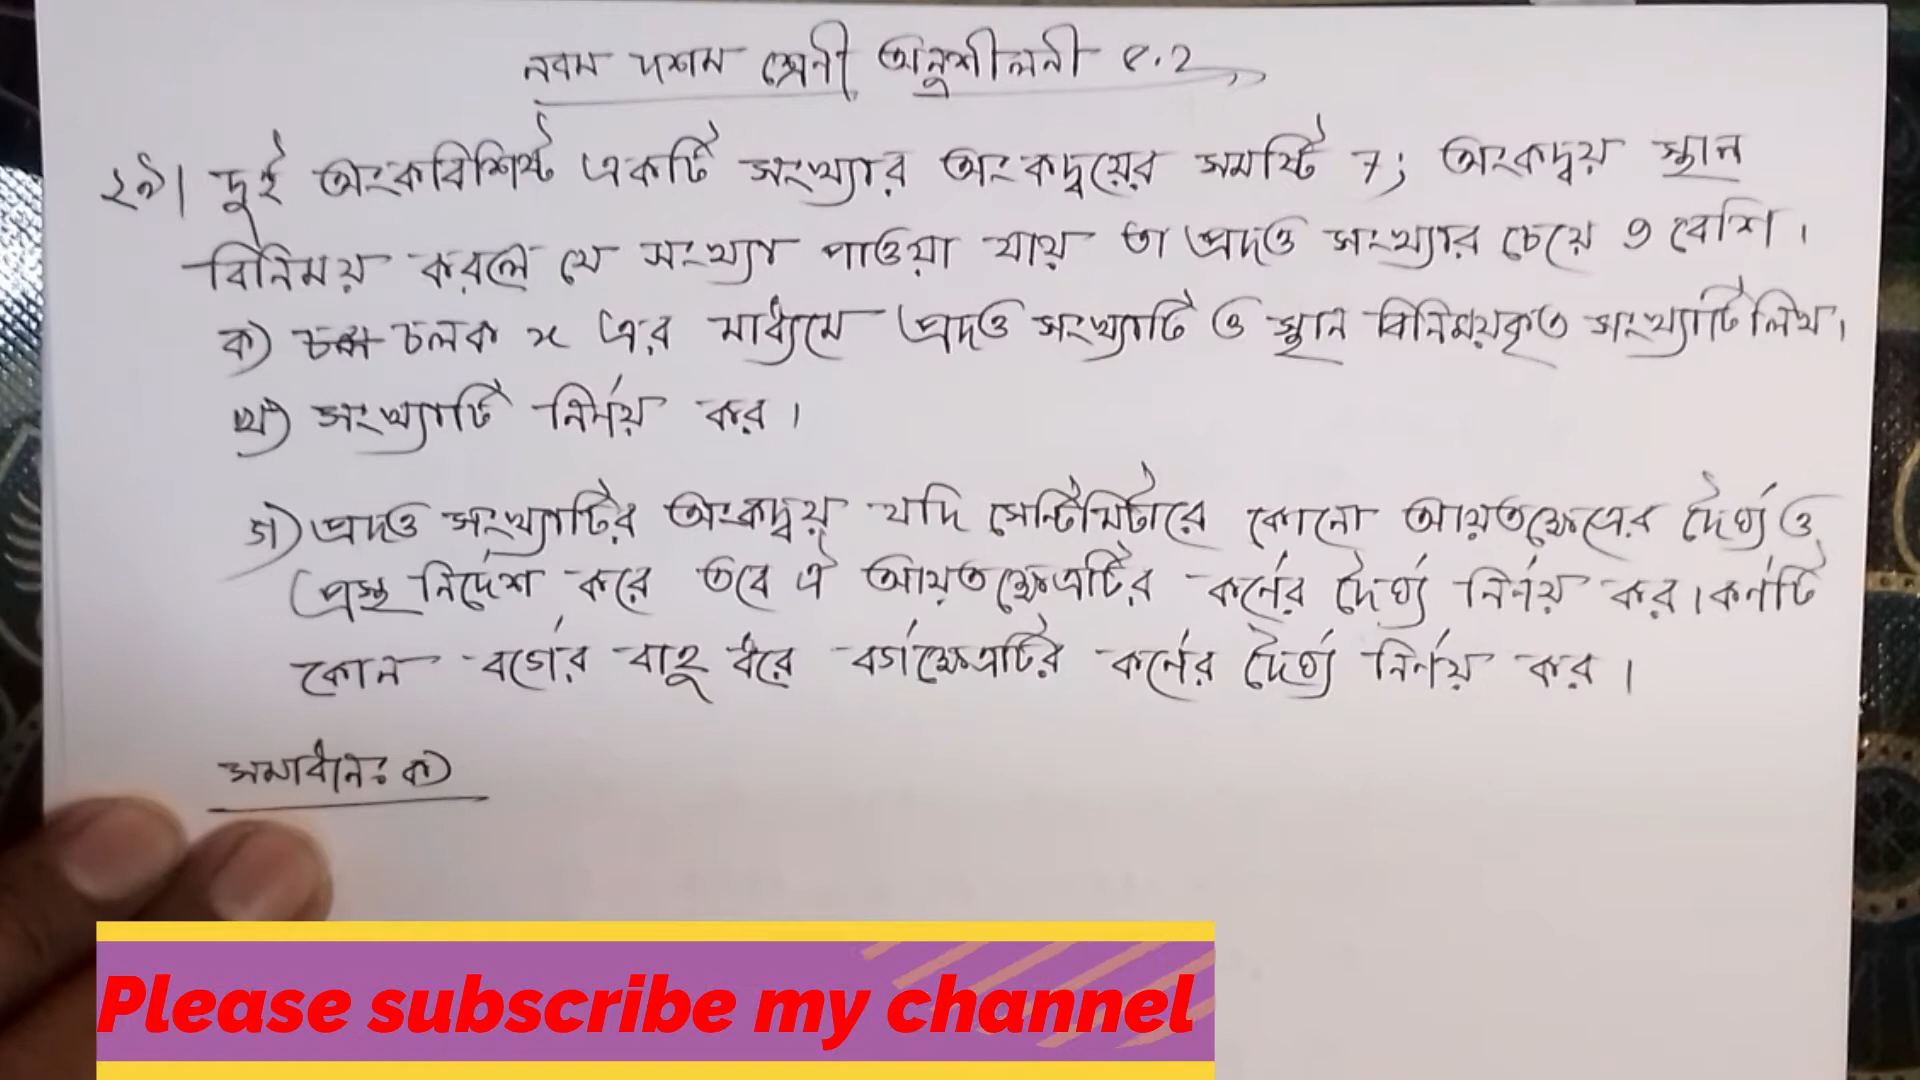 নবম দশম শ্রেনী অনুশীলনী ৫.২
২৯। দুই অংকবিশিষ্ট একটি সংখ্যার অংকদ্বয়ের সমষ্টি 7; অংকদ্বয় স্থান
বিনিময় করলে যে সংখ্যা পাওয়া যায় তা প্রদত্ত সংখ্যার চেয়ে 9 বেশি।
ক) চলক x এর মাধ্যমে প্রদত্ত সংখ্যাটি ও স্থান বিনিময়কৃত সংখ্যাটি লিখ।
খ) সংখ্যাটি নির্ণয় কর।
গ) প্রদত্ত সংখ্যাটির অংকদ্বয় যদি সেন্টিমিটারে কোনো আয়তক্ষেত্রের দৈর্ঘ্য ও
প্রস্থ নির্দেশ করে তবে ঐ আয়তক্ষেত্রটির কর্নের দৈর্ঘ্য নির্ণয় কর। কর্ণটি
কোন বর্গের বাহু ধরে বর্গক্ষেত্রটির কর্নের দৈর্ঘ্য নির্ণয় কর।
সমাধান: ক)
Please subscribe my channel